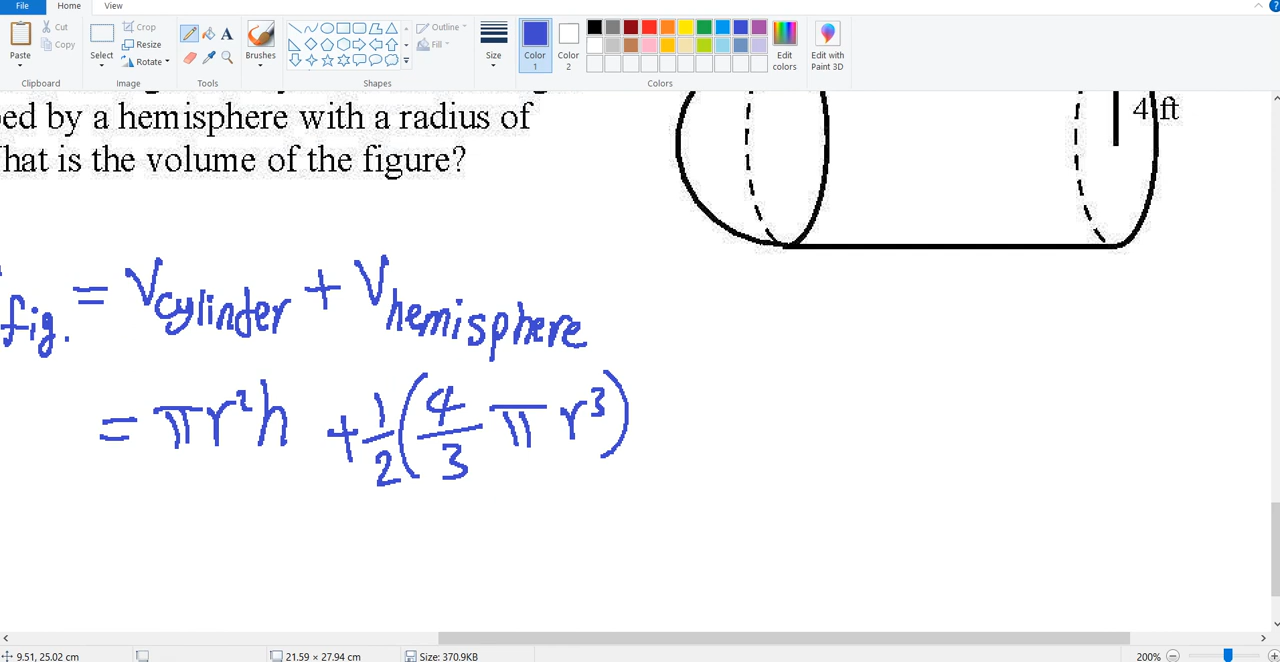 File Home View
Paste Cut Copy Select Crop Resize Rotate A Brushes Outline Fill Size Color 1 Color 2 Edit colors Edit with Paint 3D
Clipboard Image Tools Shapes Colors
ed by a hemisphere with a radius of
hat is the volume of the figure?
4 ft
fig. = Vcylinder + Vhemisphere
= πr²h + 1/2(4/3 π r³)
9.51, 25.02 cm 21.59 × 27.94 cm Size: 370.9KB 200%